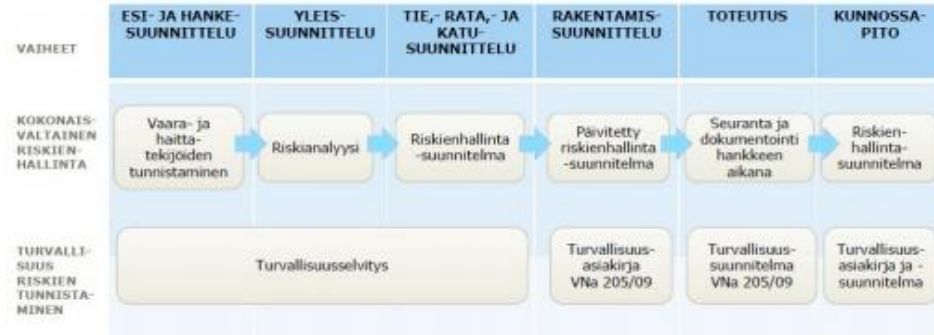 ESI- JA HANKE-
SUUNNITTELU
YLEIS-
SUUNNITTELU
TIE,- RATA,- JA
KATU-
SUUNNITTELU
RAKENTAMIS-
SUUNNITTELU
TOTEUTUS
KUNNOSSA-
PITO
VAIHEET
KOKONAIS-
VALTAINEN
RISKIEN-
HALLINTA
Vaara- ja
haitta-
tekijöiden
tunnistaminen
Riskianalyysi
Riskienhallinta
-suunnitelma
Päivitetty
riskienhallinta
-suunnitelma
Seuranta ja
dokumentointi
hankkeen
aikana
Riskien-
hallinta-
suunnitelma
TURVALLI-
SUUS
RISKIEN
TUNNISTA-
MINEN
Turvallisuusselvitys
Turvallisuus-
asiakirja
VNa 205/09
Turvallisuus-
suunnitelma
VNa 205/09
Turvallisuus-
asiakirja ja -
suunnitelma